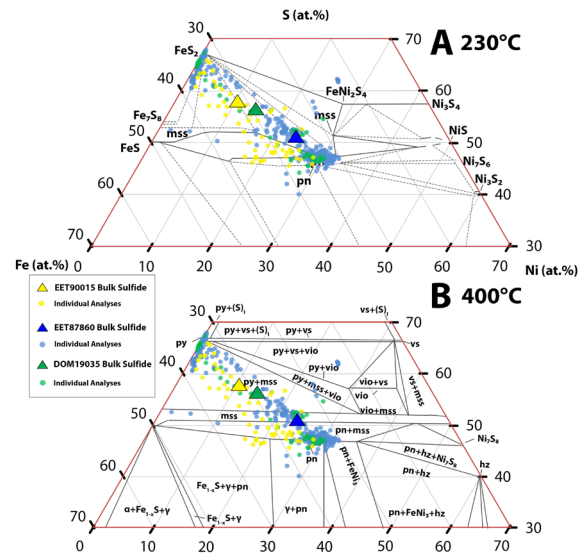 S (at.%)
30
70
A 230°C
FeS₂
40
60
FeNi₂S₄
Ni₃S₄
Fe₇S₈
mss
50
mss
NiS
50
FeS
Ni₇S₆
pn
Ni₃S₂
60
40
70
30
0
10
20
30
40
50
60
70
Fe (at.%)
Ni (at.%)
EET90015 Bulk Sulfide
Individual Analyses
EET87860 Bulk Sulfide
Individual Analyses
DOM19035 Bulk Sulfide
Individual Analyses
B 400°C
py+(S)ₗ
vs+(S)ₗ
30
70
py+vs+(S)ₗ
py+vs
py
vs
py+vs+vio
40
py+vio
60
py+mss
py+mss+vio
vio+vs
vio
vs+mss
vio+mss
50
mss
50
pn+mss
Ni₇S₈
pn
pn+FeNi₃
pn+hz+Ni₇S₈
pn+hz
hz
60
40
Fe₁₋ₓS+γ+pn
α+Fe₁₋ₓS+γ
Fe₁₋ₓS+γ
γ+pn
pn+FeNi₃+hz
70
30
0
10
20
30
40
50
60
70